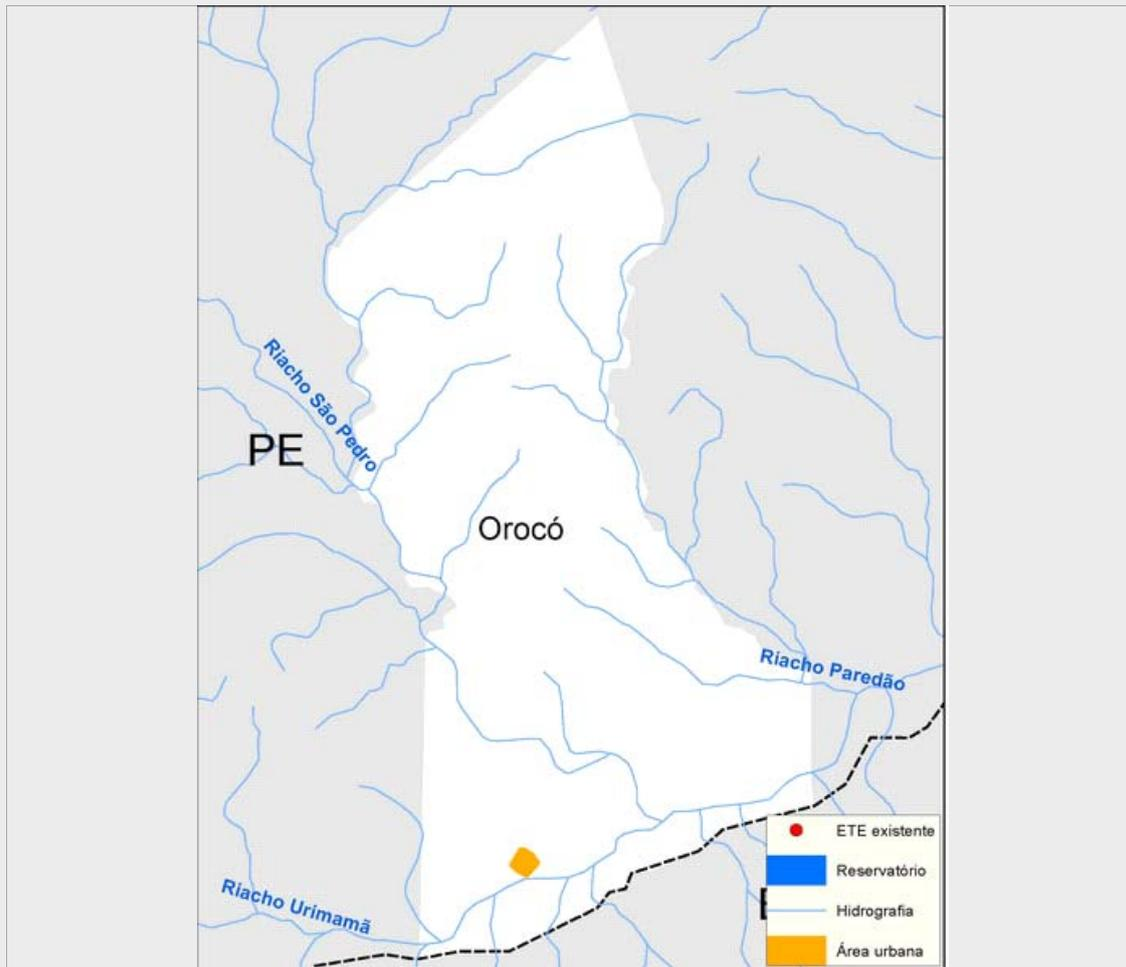 Riacho São Pedro
PE
Orocó
Riacho Paredão
Riacho Urimamã
ETE existente
Reservatório
Hidrografia
Área urbana